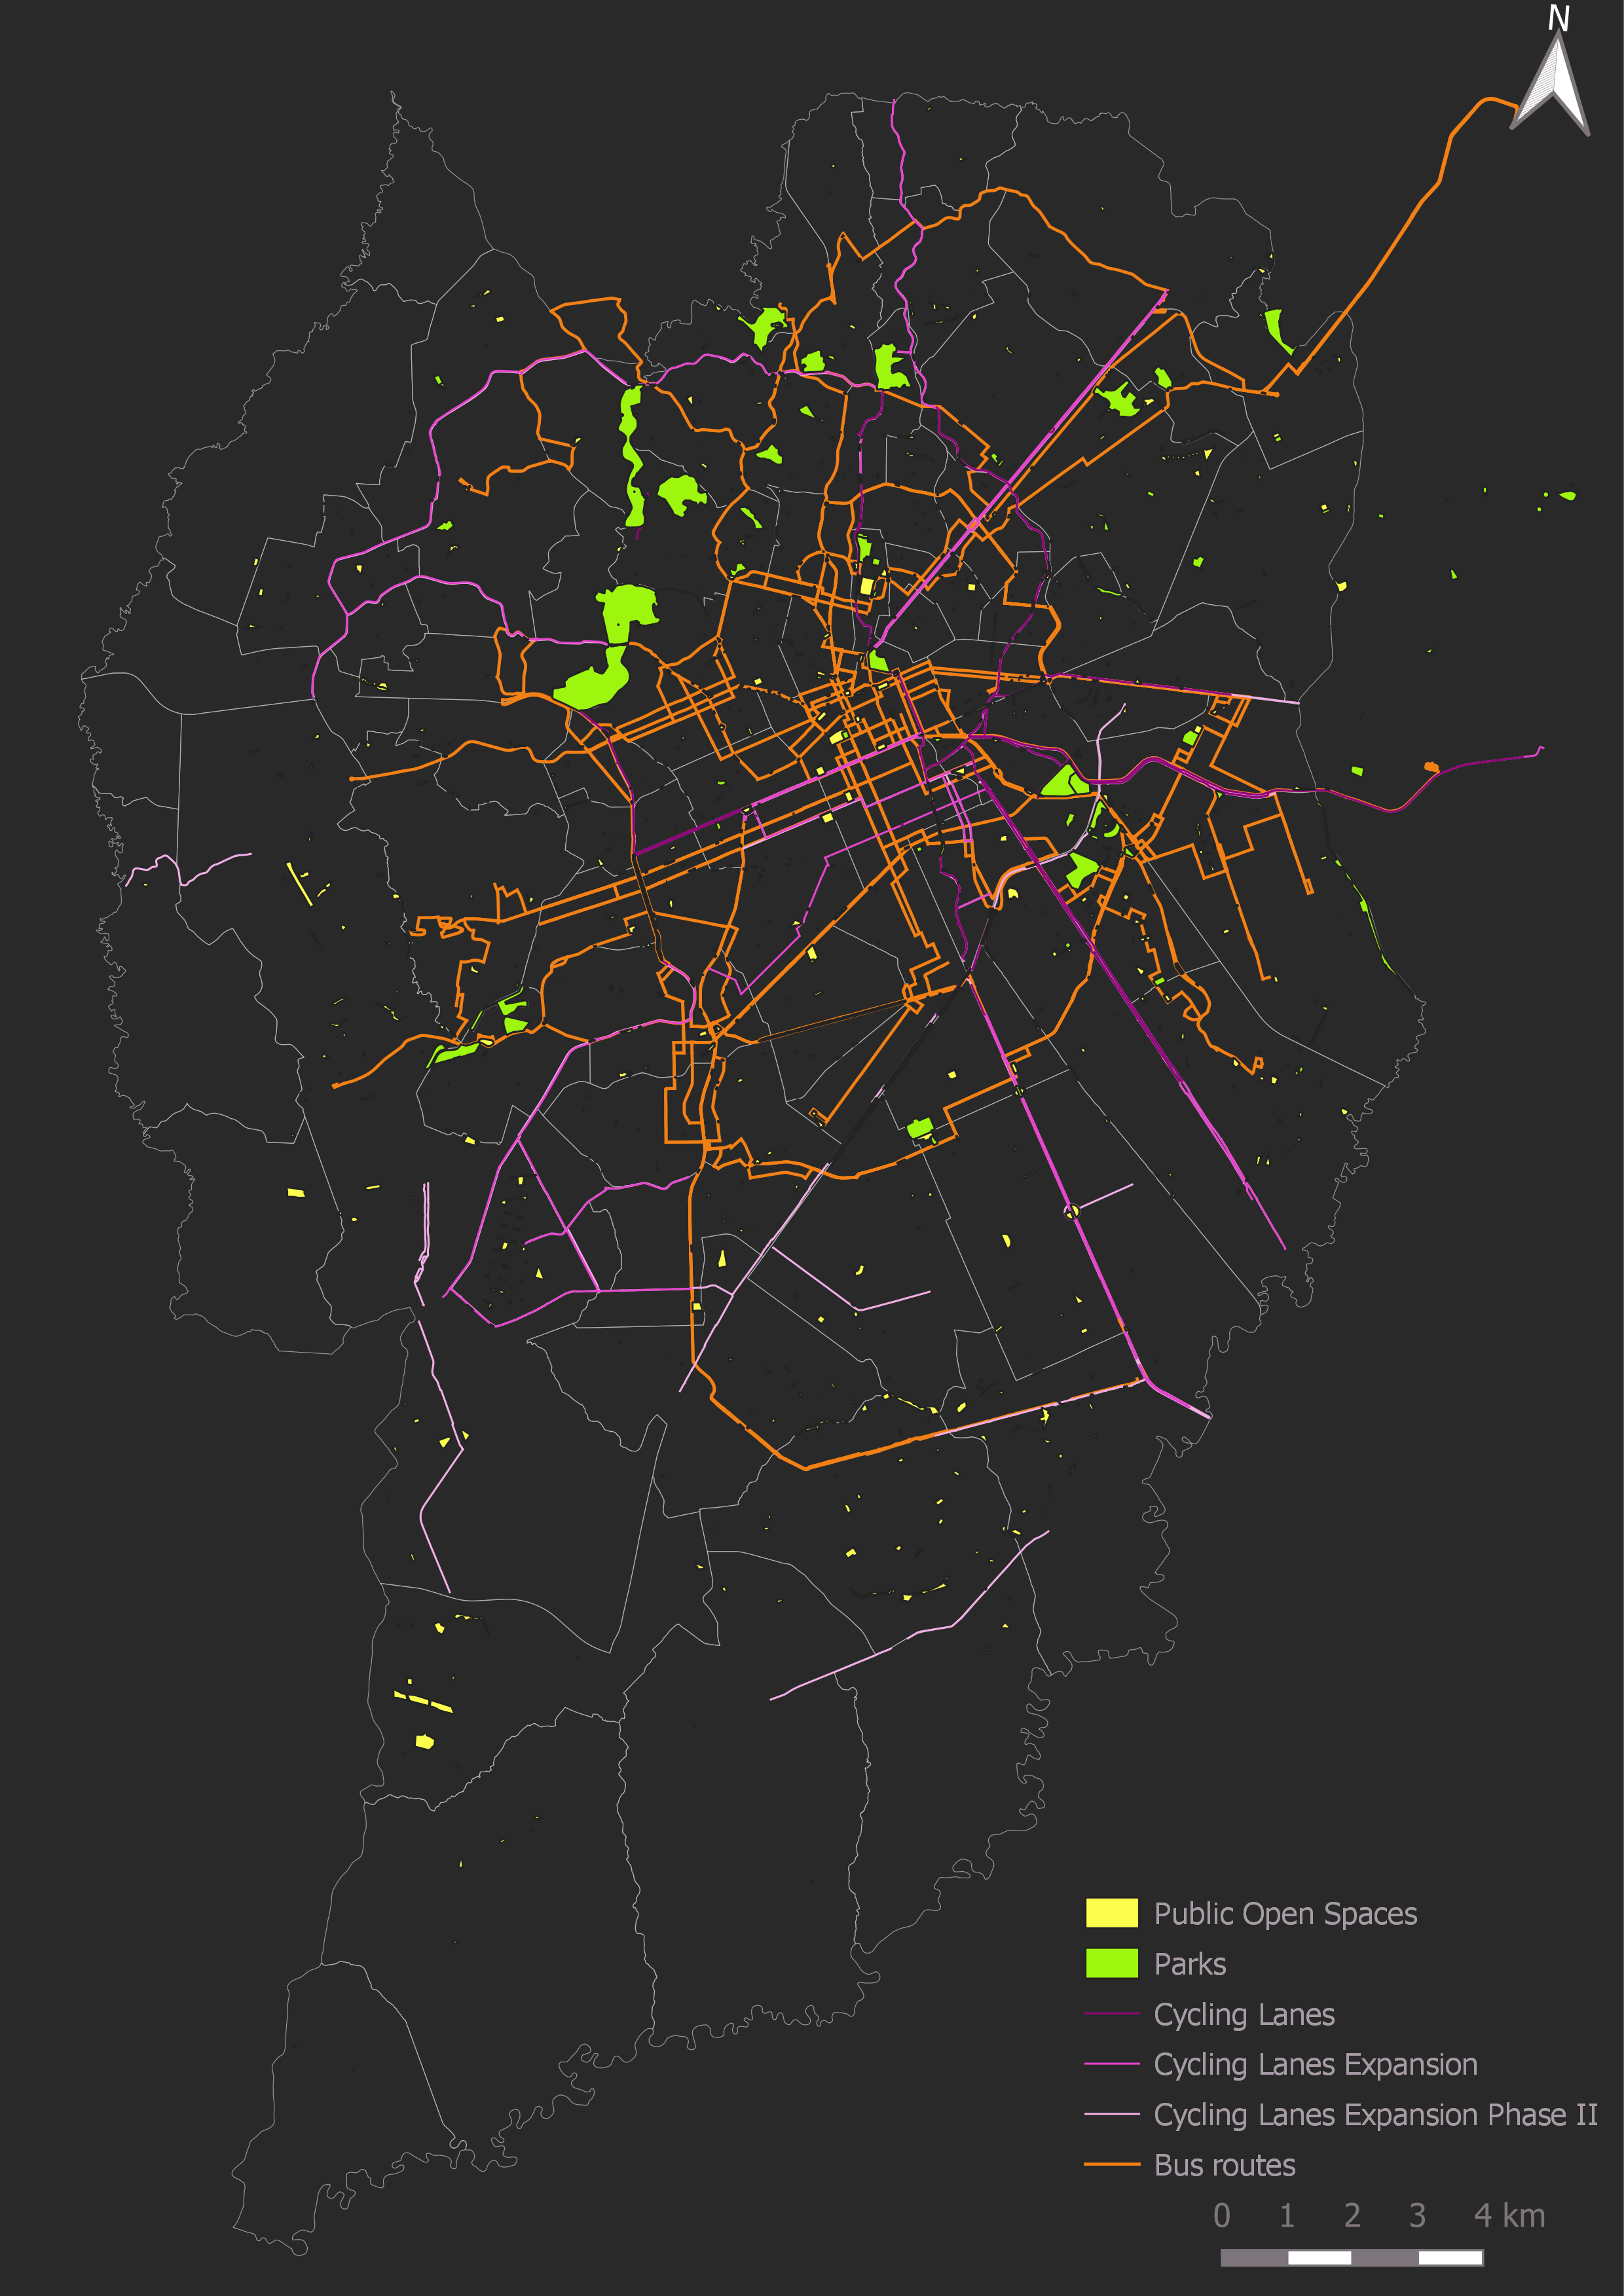 N
Public Open Spaces
Parks
Cycling Lanes
Cycling Lanes Expansion
Cycling Lanes Expansion Phase II
Bus routes
0 1 2 3 4 km